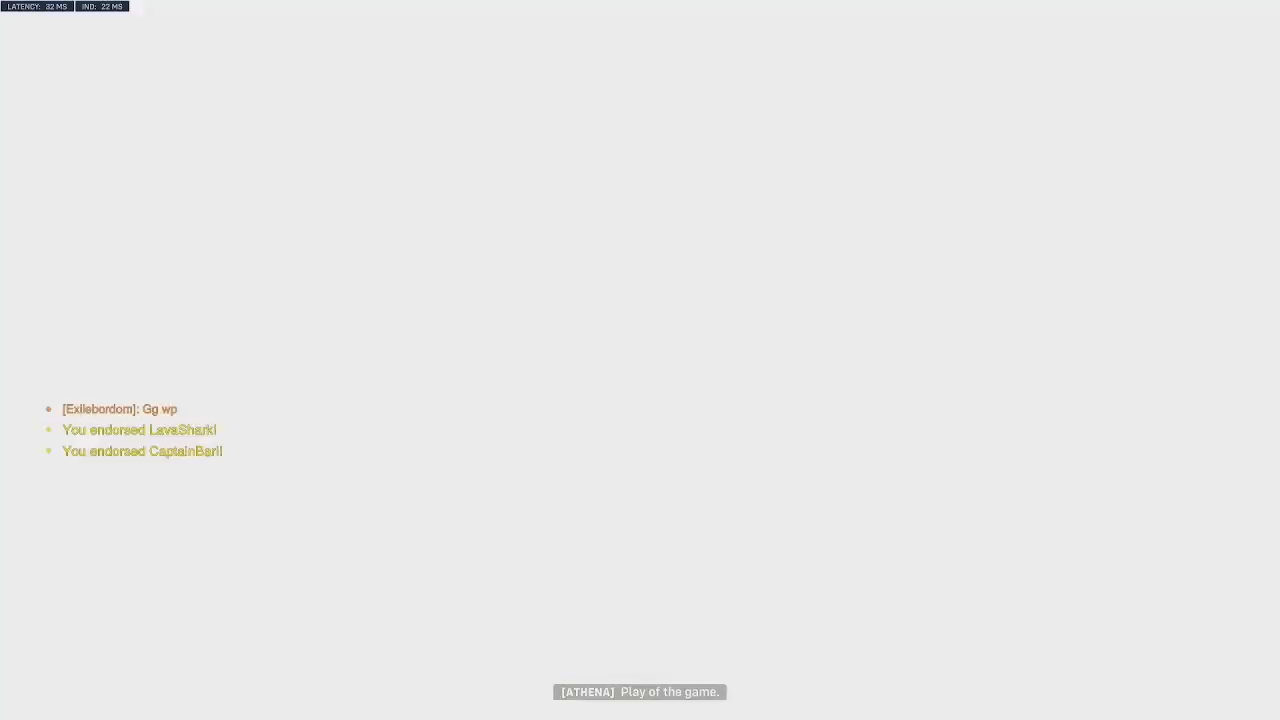 LATENCY: 32 MS IND: 22 MS
[Exilebordom]: Gg wp
You endorsed LavaShark!
You endorsed CaptainBarl!
[ATHENA] Play of the game.